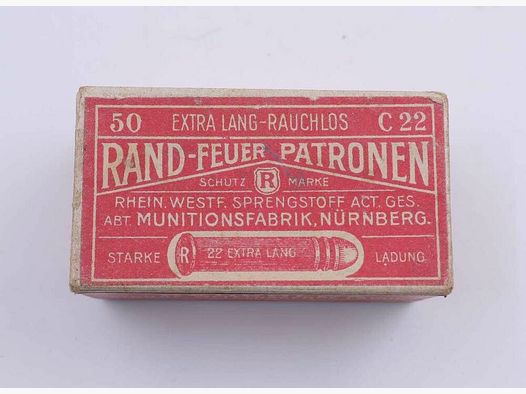 50 EXTRA LANG-RAUCHLOS C 22
RAND-FEUER PATRONEN
SCHUTZ R MARKE
RHEIN. WESTF. SPRENGSTOFF ACT. GES.
ABT. MUNITIONSFABRIK, NÜRNBERG.
STARKE R 22 EXTRA LANG LADUNG